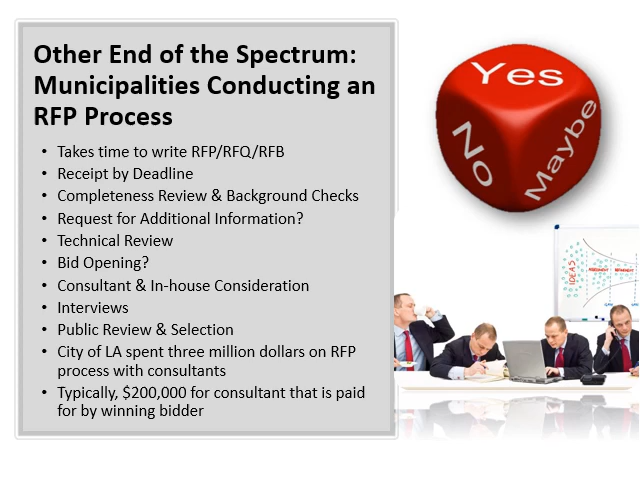 Other End of the Spectrum:
Municipalities Conducting an
RFP Process
• Takes time to write RFP/RFQ/RFB
• Receipt by Deadline
• Completeness Review & Background Checks
• Request for Additional Information?
• Technical Review
• Bid Opening?
• Consultant & In-house Consideration
• Interviews
• Public Review & Selection
• City of LA spent three million dollars on RFP
process with consultants
• Typically, $200,000 for consultant that is paid
for by winning bidder
Yes
No
Maybe
IDEAS